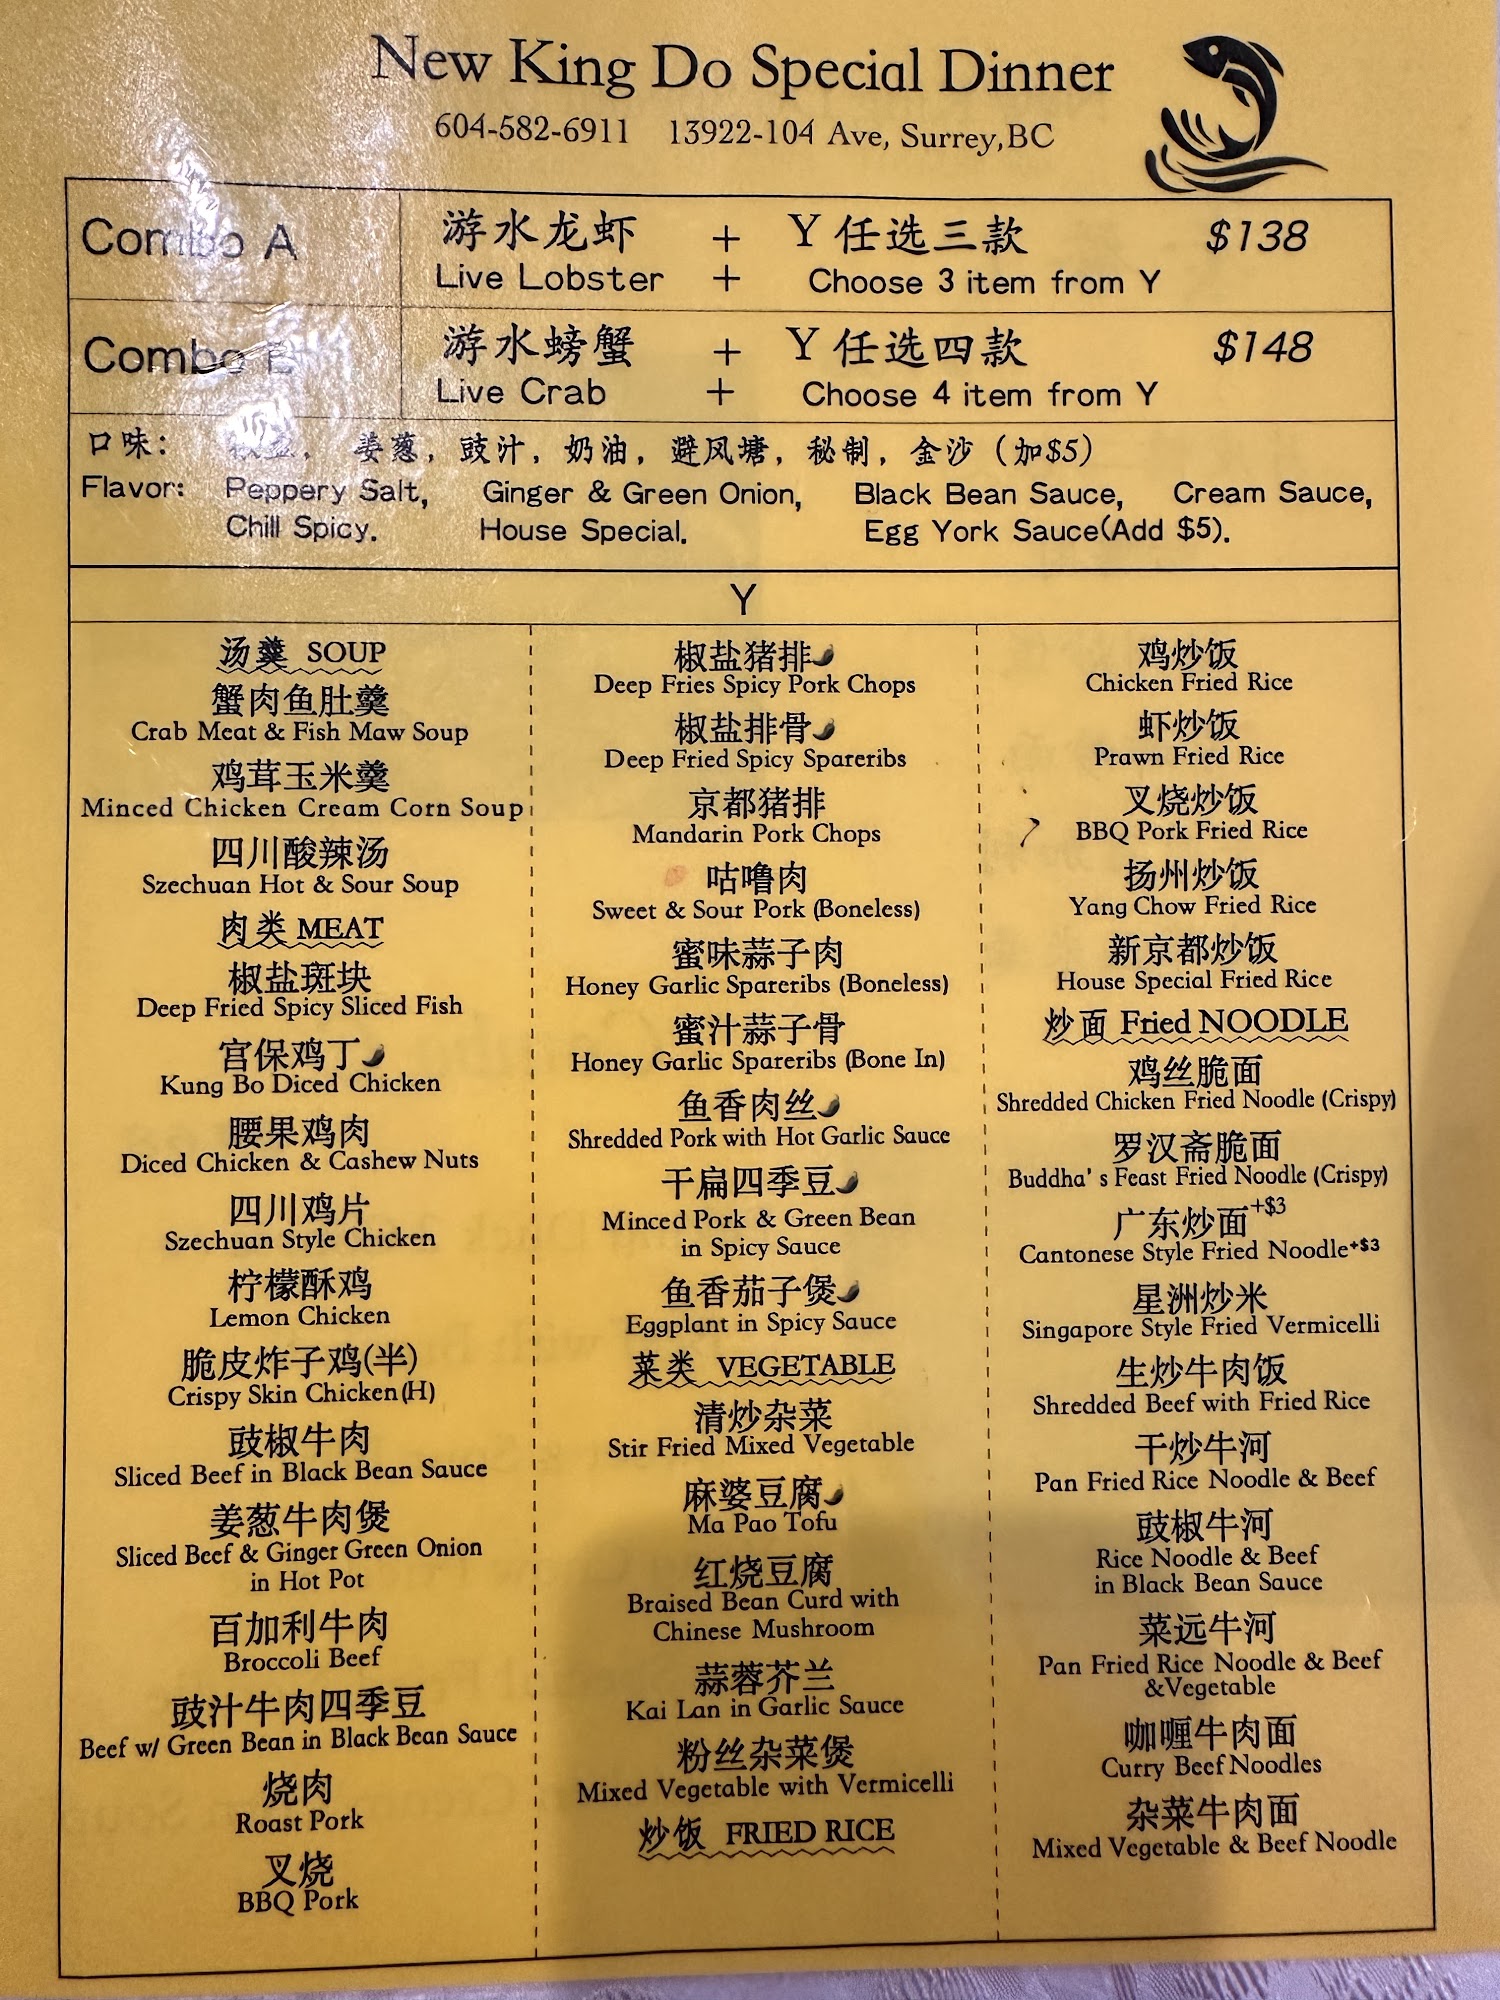 New King Do Special Dinner
604-582-6911 13922-104 Ave, Surrey,BC
Combo A 游水龙虾 + Y 任选三款 $138
Live Lobster + Choose 3 item from Y
Combo 游水螃蟹 + Y 任选四款 $148
Live Crab + Choose 4 item from Y
口味： 椒盐， 姜葱，豉汁，奶油，避风塘，秘制，金沙（加$5）
Flavor: Peppery Salt, Ginger & Green Onion, Black Bean Sauce, Cream Sauce,
Chill Spicy. House Special. Egg York Sauce(Add $5).
Y
汤羹 SOUP
蟹肉鱼肚羹
Crab Meat & Fish Maw Soup
鸡茸玉米羹
Minced Chicken Cream Corn Soup
四川酸辣汤
Szechuan Hot & Sour Soup
肉类 MEAT
椒盐斑块
Deep Fried Spicy Sliced Fish
宫保鸡丁
Kung Bo Diced Chicken
腰果鸡肉
Diced Chicken & Cashew Nuts
四川鸡片
Szechuan Style Chicken
柠檬酥鸡
Lemon Chicken
脆皮炸子鸡(半)
Crispy Skin Chicken(H)
豉椒牛肉
Sliced Beef in Black Bean Sauce
姜葱牛肉煲
Sliced Beef & Ginger Green Onion
in Hot Pot
百加利牛肉
Broccoli Beef
豉汁牛肉四季豆
Beef w/ Green Bean in Black Bean Sauce
烧肉
Roast Pork
叉烧
BBQ Pork
椒盐猪排
Deep Fries Spicy Pork Chops
椒盐排骨
Deep Fried Spicy Spareribs
京都猪排
Mandarin Pork Chops
咕噜肉
Sweet & Sour Pork (Boneless)
蜜味蒜子肉
Honey Garlic Spareribs (Boneless)
蜜汁蒜子骨
Honey Garlic Spareribs (Bone In)
鱼香肉丝
Shredded Pork with Hot Garlic Sauce
干扁四季豆
Minced Pork & Green Bean
in Spicy Sauce
鱼香茄子煲
Eggplant in Spicy Sauce
菜类 VEGETABLE
清炒杂菜
Stir Fried Mixed Vegetable
麻婆豆腐
Ma Pao Tofu
红烧豆腐
Braised Bean Curd with
Chinese Mushroom
蒜蓉芥兰
Kai Lan in Garlic Sauce
粉丝杂菜煲
Mixed Vegetable with Vermicelli
炒饭 FRIED RICE
鸡炒饭
Chicken Fried Rice
虾炒饭
Prawn Fried Rice
叉烧炒饭
BBQ Pork Fried Rice
扬州炒饭
Yang Chow Fried Rice
新京都炒饭
House Special Fried Rice
炒面 Fried NOODLE
鸡丝脆面
Shredded Chicken Fried Noodle (Crispy)
罗汉斋脆面
Buddha's Feast Fried Noodle (Crispy)
广东炒面+$3
Cantonese Style Fried Noodle+$3
星洲炒米
Singapore Style Fried Vermicelli
生炒牛肉饭
Shredded Beef with Fried Rice
干炒牛河
Pan Fried Rice Noodle & Beef
豉椒牛河
Rice Noodle & Beef
in Black Bean Sauce
菜远牛河
Pan Fried Rice Noodle & Beef
&Vegetable
咖喱牛肉面
Curry Beef Noodles
杂菜牛肉面
Mixed Vegetable & Beef Noodle